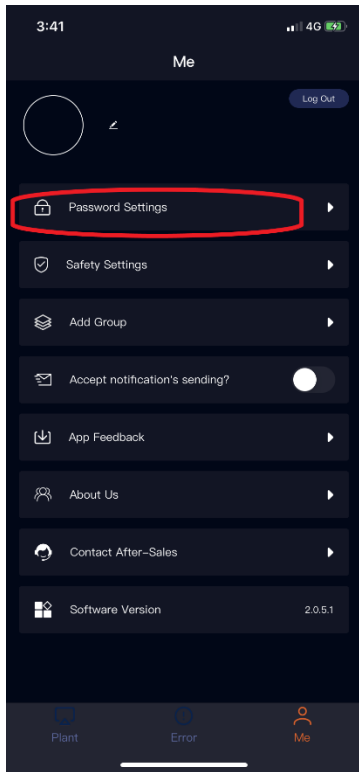 3:41
4G
Me
Log Out
Password Settings
Safety Settings
Add Group
Accept notification's sending?
App Feedback
About Us
Contact After-Sales
Software Version 2.0.5.1
Plant Error Me